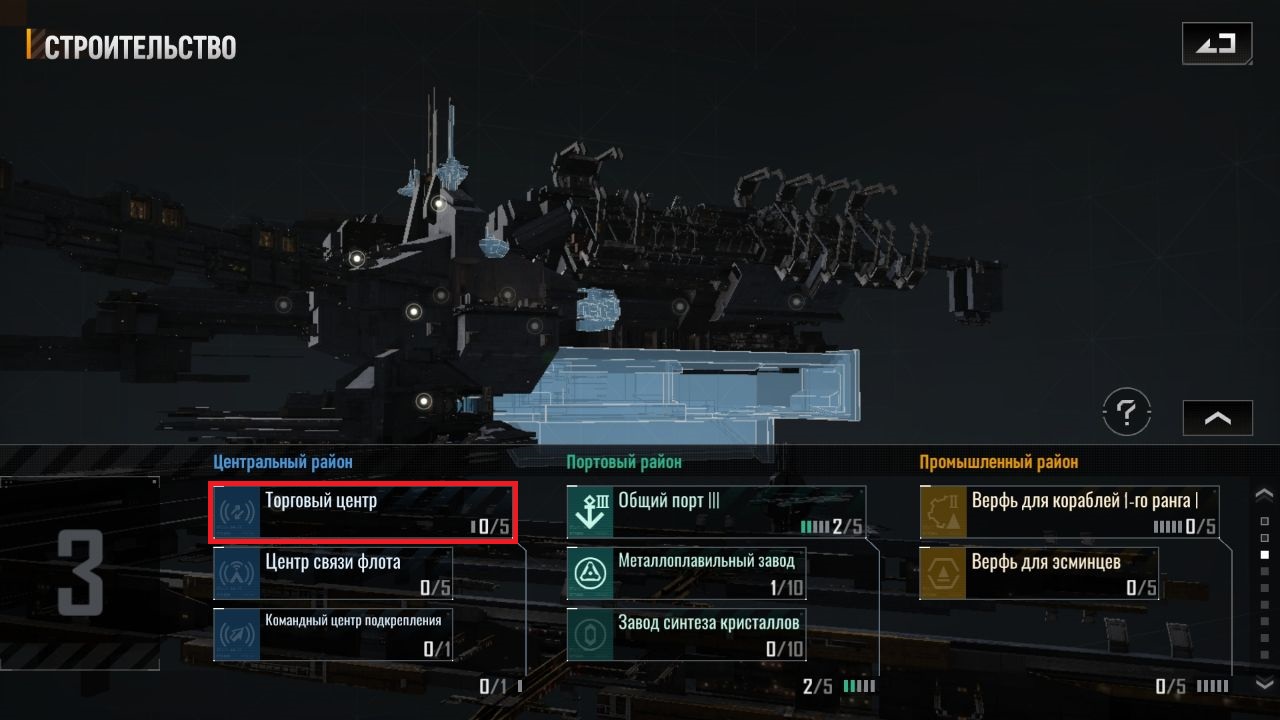 СТРОИТЕЛЬСТВО
?
Центральный район
Портовый район
Промышленный район
3
Торговый центр
0/5
Общий порт |||
III
2/5
Верфь для кораблей |-го ранга |
II
0/5
Центр связи флота
0/5
Металлоплавильный завод
1/10
Верфь для эсминцев
0/5
Командный центр подкрепления
0/1
Завод синтеза кристаллов
0/10
0/1
2/5
0/5